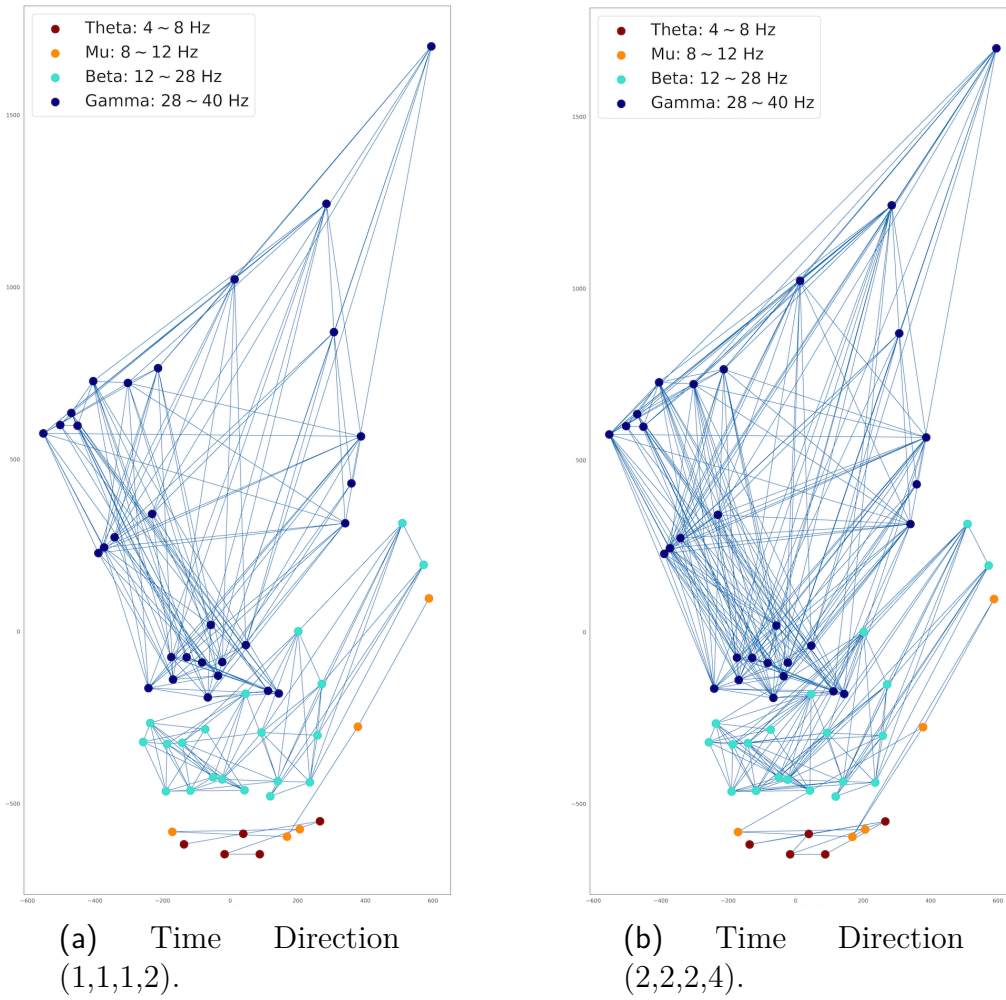 Theta: 4 ~ 8 Hz
Mu: 8 ~ 12 Hz
Beta: 12 ~ 28 Hz
Gamma: 28 ~ 40 Hz
1500
1000
500
0
−500
−600
−400
−200
0
200
400
600
(a) Time Direction
(1,1,1,2).
Theta: 4 ~ 8 Hz
Mu: 8 ~ 12 Hz
Beta: 12 ~ 28 Hz
Gamma: 28 ~ 40 Hz
1500
1000
500
0
−500
−600
−400
−200
0
200
400
600
(b) Time Direction
(2,2,2,4).